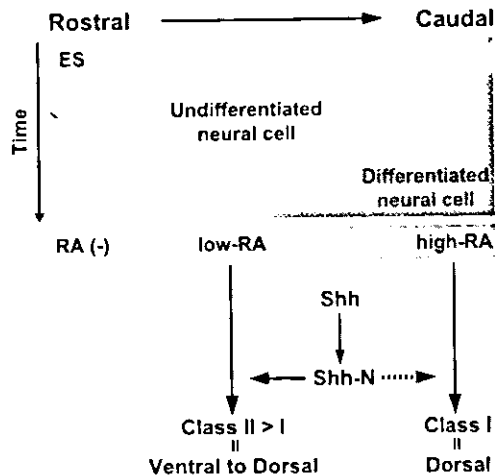 Rostral Caudal
ES
Time
Undifferentiated
neural cell
Differentiated
neural cell
RA (-) low-RA high-RA
Shh
Shh-N
Class II > I Class I
= =
Ventral to Dorsal Dorsal